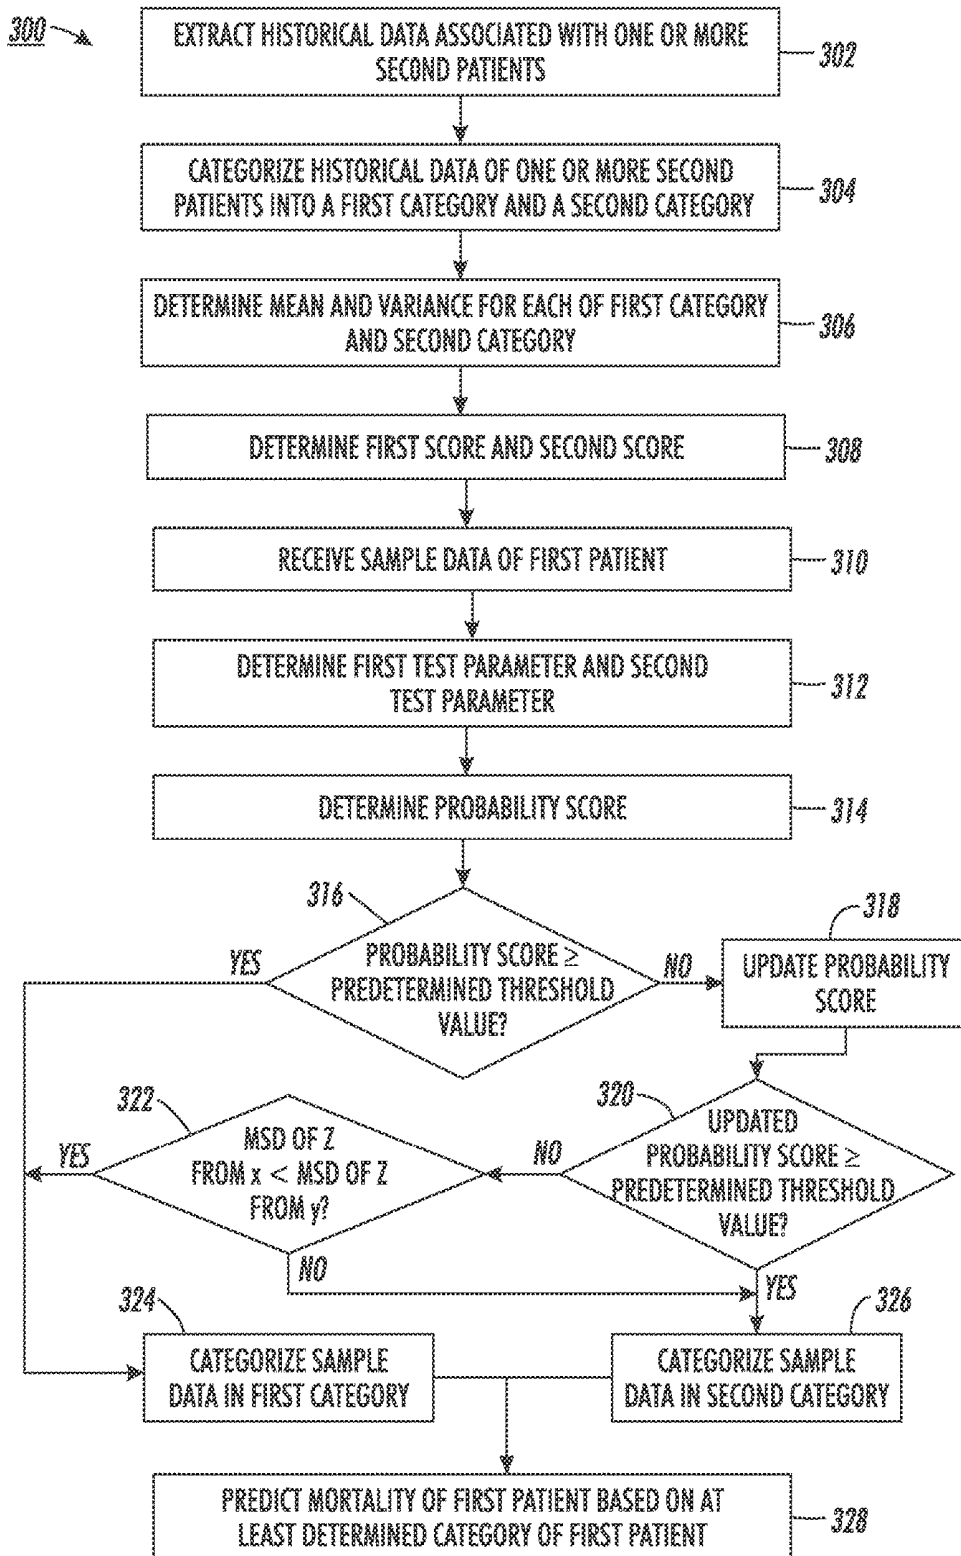 300
EXTRACT HISTORICAL DATA ASSOCIATED WITH ONE OR MORE
SECOND PATIENTS
302
CATEGORIZE HISTORICAL DATA OF ONE OR MORE SECOND
PATIENTS INTO A FIRST CATEGORY AND A SECOND CATEGORY
304
DETERMINE MEAN AND VARIANCE FOR EACH OF FIRST CATEGORY
AND SECOND CATEGORY
306
DETERMINE FIRST SCORE AND SECOND SCORE
308
RECEIVE SAMPLE DATA OF FIRST PATIENT
310
DETERMINE FIRST TEST PARAMETER AND SECOND
TEST PARAMETER
312
DETERMINE PROBABILITY SCORE
314
316
PROBABILITY SCORE ≥
PREDETERMINED THRESHOLD
VALUE?
YES
NO
318
UPDATE PROBABILITY
SCORE
320
UPDATED
PROBABILITY SCORE ≥
PREDETERMINED THRESHOLD
VALUE?
NO
YES
322
MSD OF Z
FROM x < MSD OF Z
FROM y?
YES
NO
324
CATEGORIZE SAMPLE
DATA IN FIRST CATEGORY
326
CATEGORIZE SAMPLE
DATA IN SECOND CATEGORY
PREDICT MORTALITY OF FIRST PATIENT BASED ON AT
LEAST DETERMINED CATEGORY OF FIRST PATIENT
328